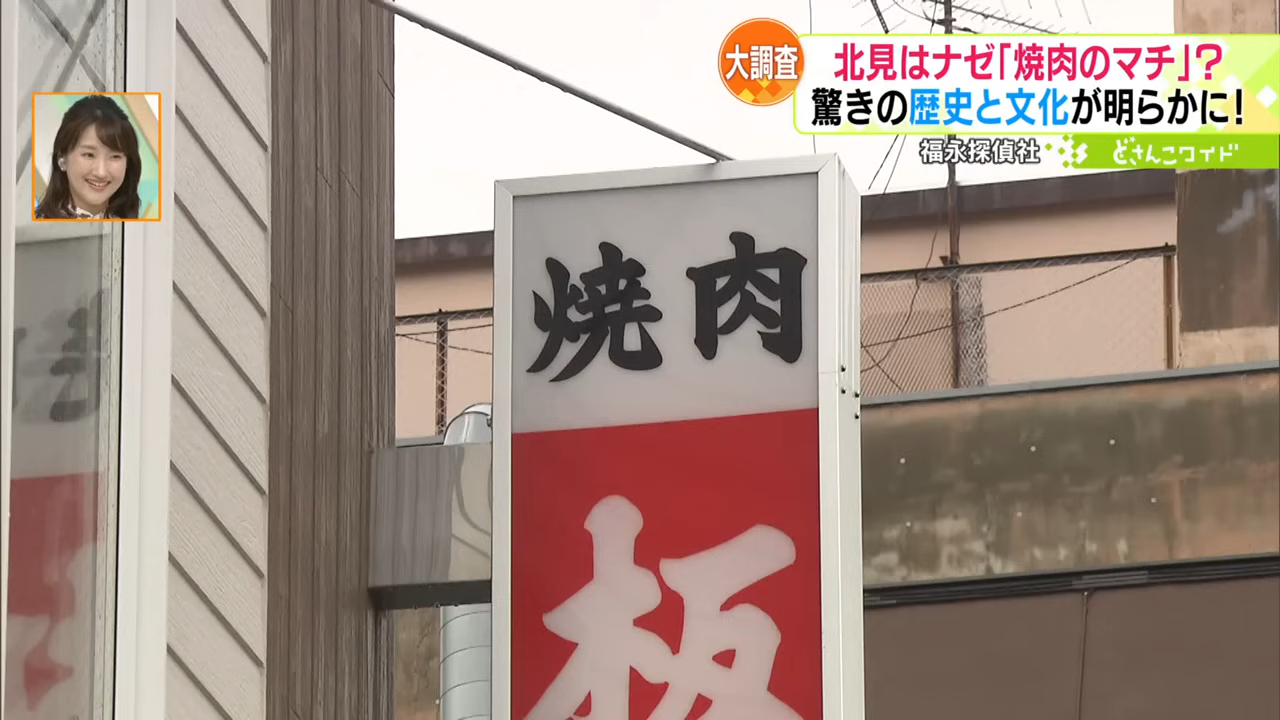 大調査
北見はナゼ「焼肉のマチ」?
驚きの歴史と文化が明らかに!
福永探偵社 どさんこワイド
焼肉
板